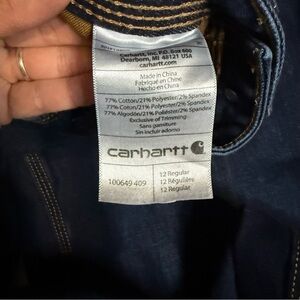 Carhartt, Inc. P.O. Box 600
Dearborn, MI 48121 USA
carhartt.com
Made in China
Fabriqué en Chine
Hecho en China
77% Cotton/21% Polyester/2% Spandex
77% Coton/21% Polyester/2% Spandex
77% Algodón/21% Poliéster/2% Spandex
Exclusive of Trimming
Sans garniture
Sin incluir adorno
carhartt
100649 409
12 Regular
12 Régulières
12 Regular